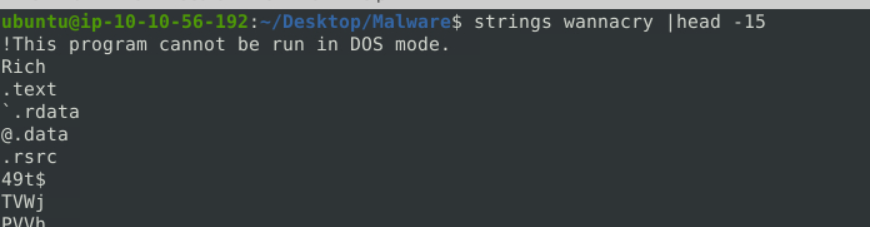 ubuntu@ip-10-10-56-192:~/Desktop/Malware$ strings wannacry |head -15
!This program cannot be run in DOS mode.
Rich
.text
`.rdata
@.data
.rsrc
49t$
TVWj
PVVh